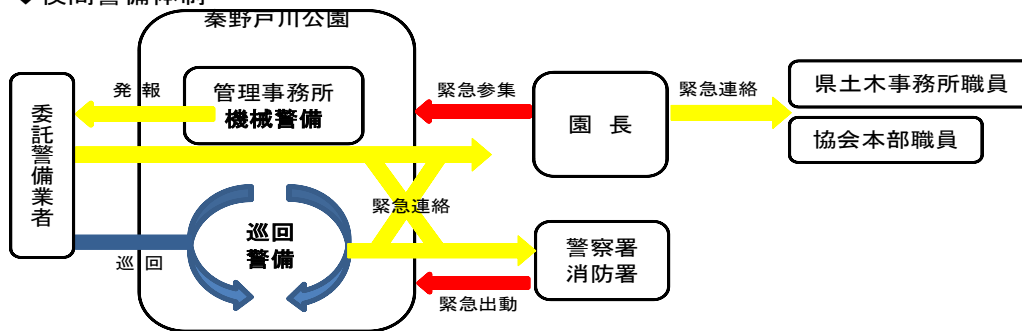 秦野戸川公園
委託警備業者
発 報
管理事務所
機械警備
緊急参集
園 長
緊急連絡
県土木事務所職員
協会本部職員
緊急連絡
巡回
警備
巡 回
警察署
消防署
緊急出動